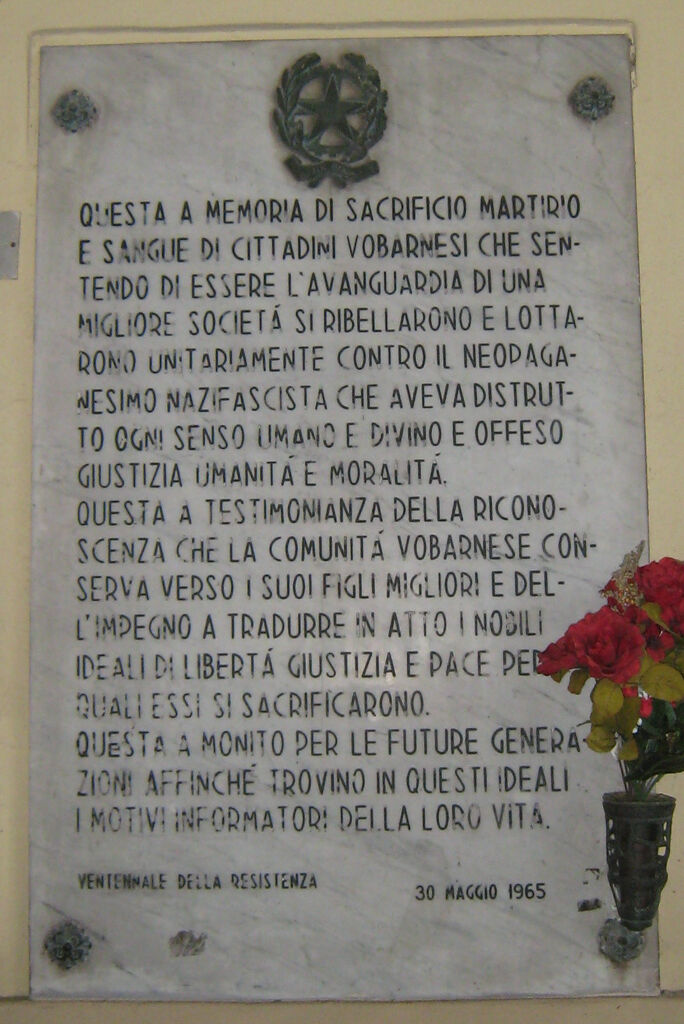 QUESTA A MEMORIA DI SACRIFICIO MARTIRIO
E SANGUE DI CITTADINI VOBARNESI CHE SEN-
TENDO DI ESSERE L'AVANGUARDIA DI UNA
MIGLIORE SOCIETÁ SI RIBELLARONO E LOTTA-
RONO UNITARIAMENTE CONTRO IL NEOPAGA-
NESIMO NAZIFASCISTA CHE AVEVA DISTRUT-
TO OGNI SENSO UMANO E DIVINO E OFFESO
GIUSTIZIA UMANITÁ E MORALITÁ.
QUESTA A TESTIMONIANZA DELLA RICONO-
SCENZA CHE LA COMUNITÁ VOBARNESE CON-
SERVA VERSO I SUOI FIGLI MIGLIORI E DEL-
L'IMPEGNO A TRADURRE IN ATTO I NOBILI
IDEALI DI LIBERTÁ GIUSTIZIA E PACE PER
QUALI ESSI SI SACRIFICARONO.
QUESTA A MONITO PER LE FUTURE GENERA-
ZIONI AFFINCHÉ TROVINO IN QUESTI IDEALI
I MOTIVI INFORMATORI DELLA LORO VITA.
VENTENNALE DELLA RESISTENZA
30 MAGGIO 1965